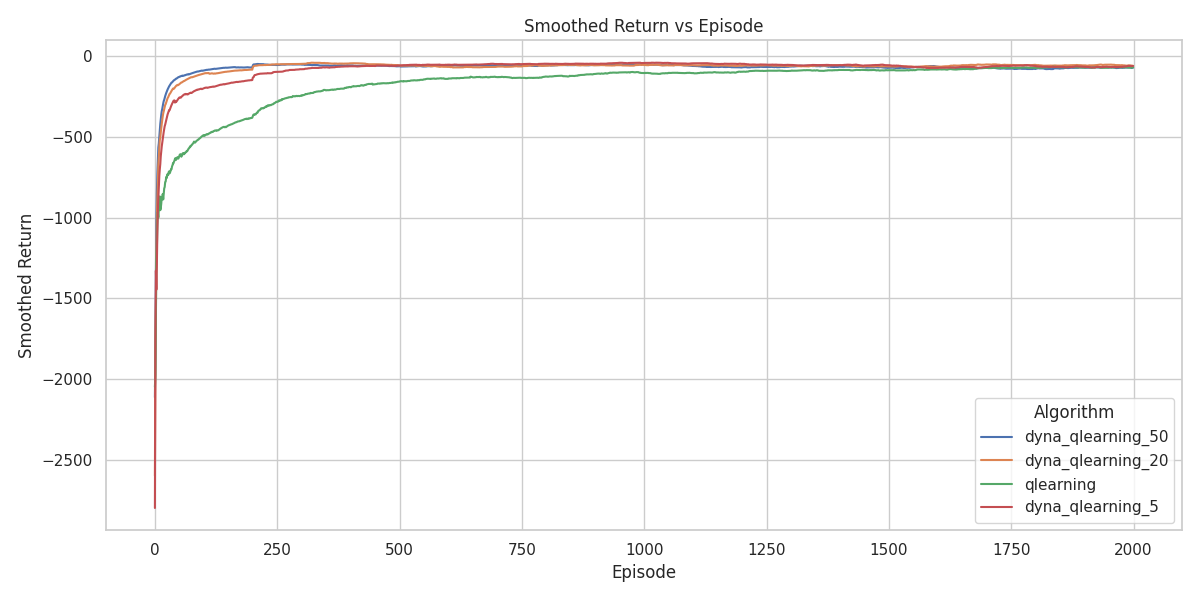 Smoothed Return vs Episode
Smoothed Return
0
−500
−1000
−1500
−2000
−2500
0
250
500
750
1000
1250
1500
1750
2000
Episode
Algorithm
dyna_qlearning_50
dyna_qlearning_20
qlearning
dyna_qlearning_5